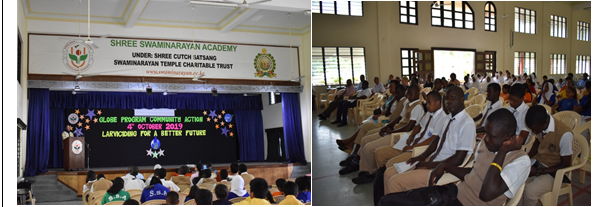 SHREE SWAMINARAYAN ACADEMY
UNDER: SHREE CUTCH SATSANG
SWAMINARAYAN TEMPLE CHARITABLE TRUST
GLOBE PROGRAM COMMUNITY ACTION
4TH OCTOBER 2019
LARVICIDING FOR A BETTER FUTURE